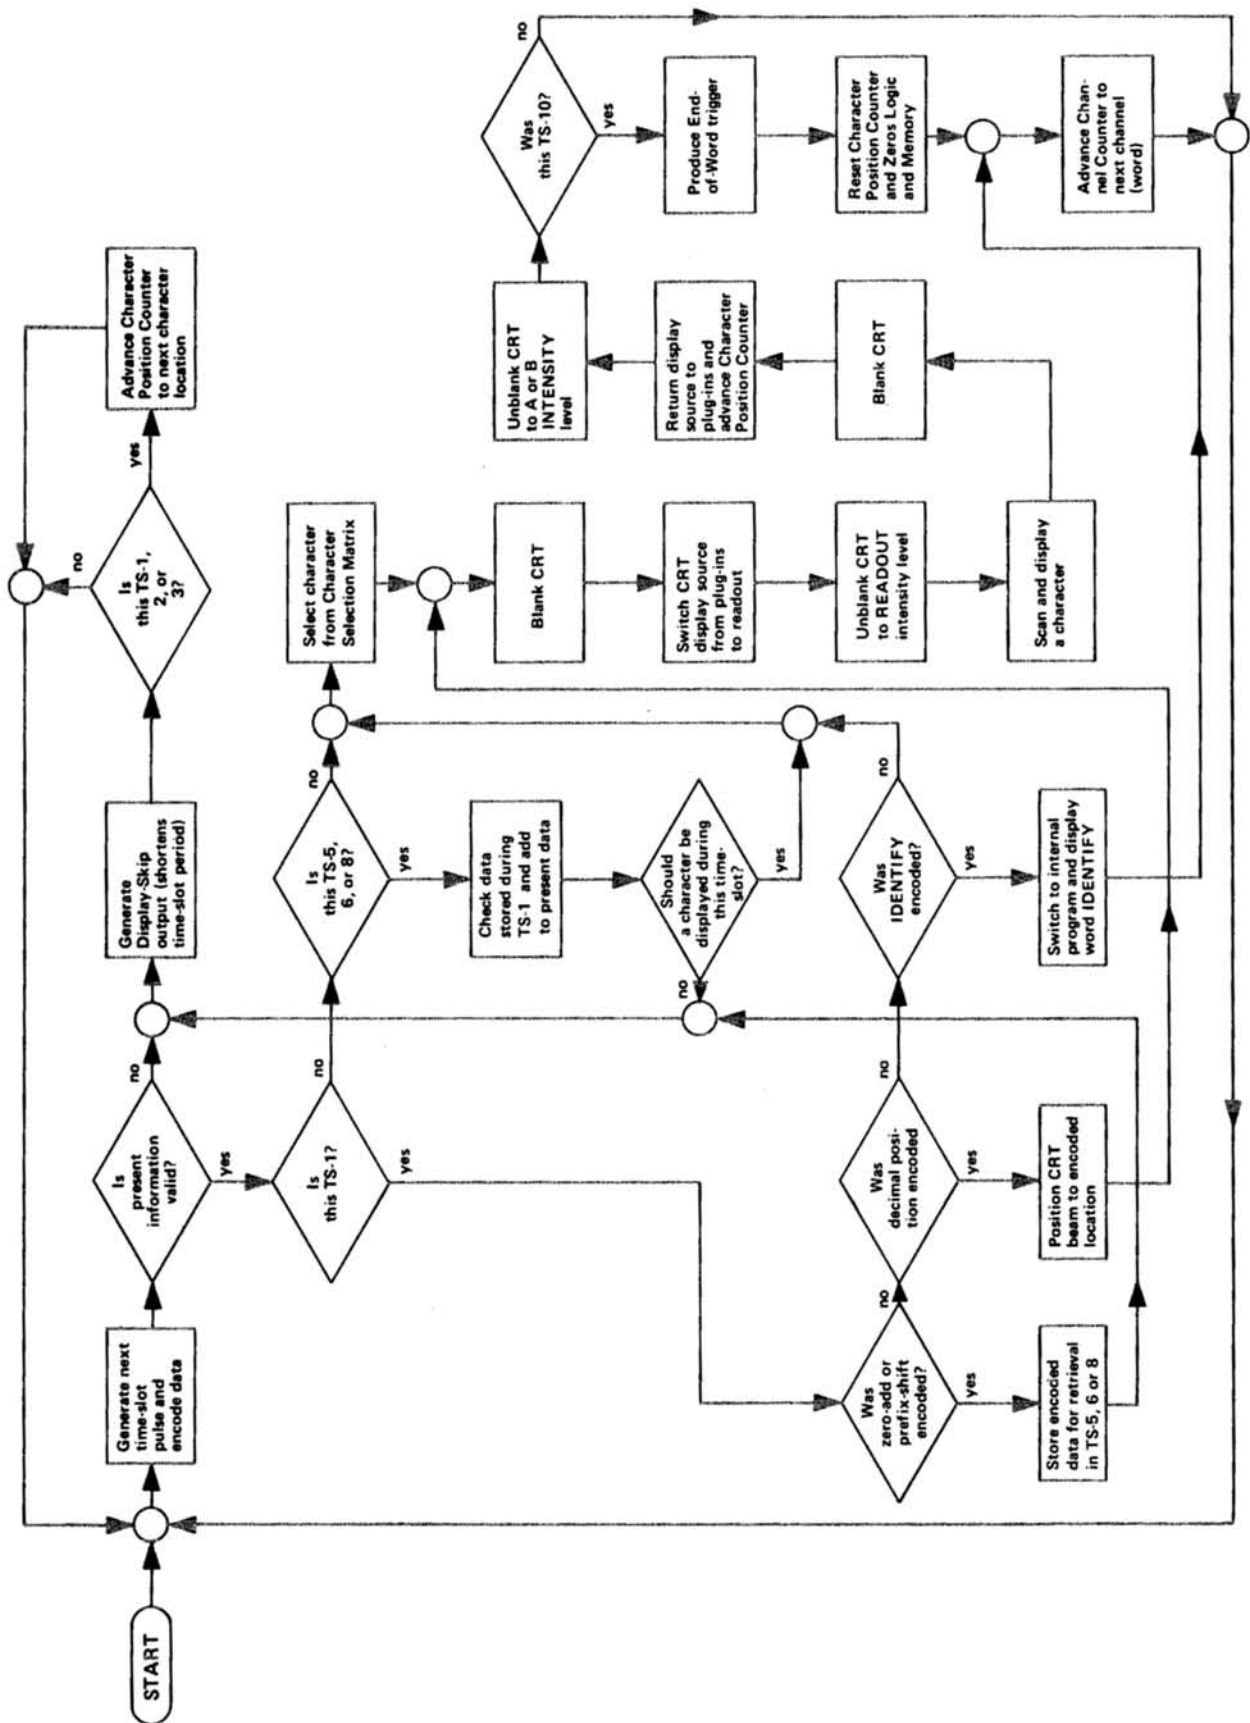 START
Generate next
time-slot
pulse and
encode data
Is
present
information
valid?
no
yes
Generate
Display-Skip
output (shortens
time-slot period)
Is
this TS-1,
2, or
3?
no
yes
Advance Character
Position Counter
to next character
location
Is
this TS-1?
no
yes
Is
this TS-5,
6, or 8?
no
yes
Check data
stored during
TS-1 and add
to present data
Should
a character be
displayed during
this time-
slot?
no
yes
Select character
from Character
Selection Matrix
Blank CRT
Switch CRT
display source
from plug-ins
to readout
Unblank CRT
to READOUT
intensity level
Scan and display
a character
Blank CRT
Return display
source to
plug-ins and
advance Character
Position Counter
Unblank CRT
to A or B
INTENSITY
level
Was
this TS-10?
no
yes
Produce End-
of-Word trigger
Reset Character
Position Counter
and Zeros Logic
and Memory
Advance Chan-
nel Counter to
next channel
(word)
Was
zero-add or
prefix-shift
encoded?
no
yes
Store encoded
data for retrieval
in TS-5, 6 or 8
Was
decimal posi-
tion encoded
no
yes
Position CRT
beam to encoded
location
Was
IDENTIFY
encoded?
no
yes
Switch to internal
program and display
word IDENTIFY